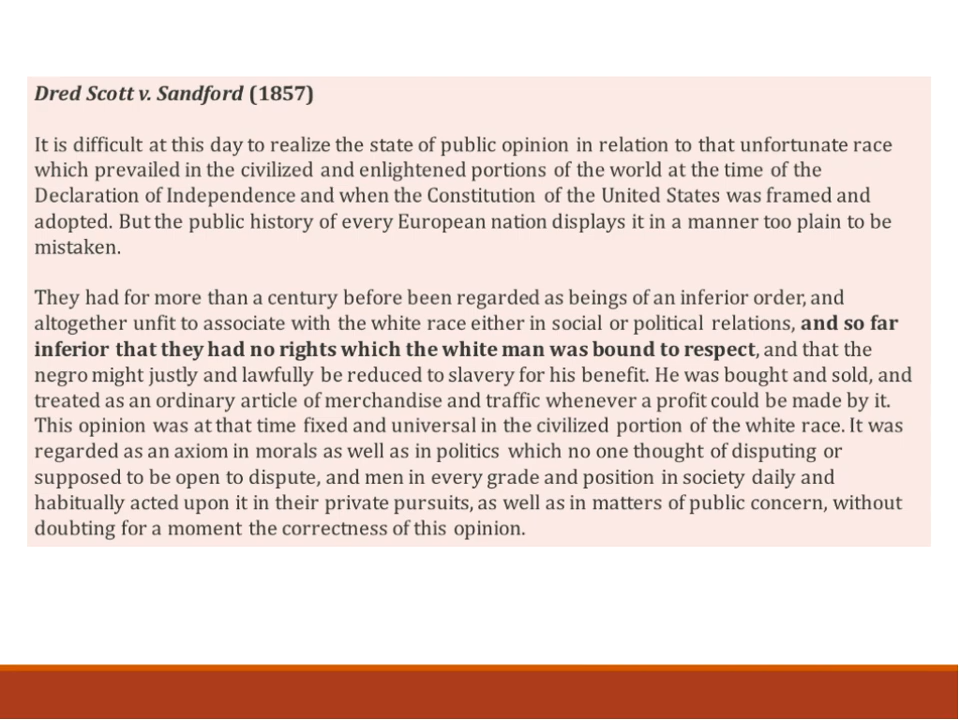 Dred Scott v. Sandford (1857)
It is difficult at this day to realize the state of public opinion in relation to that unfortunate race
which prevailed in the civilized and enlightened portions of the world at the time of the
Declaration of Independence and when the Constitution of the United States was framed and
adopted. But the public history of every European nation displays it in a manner too plain to be
mistaken.
They had for more than a century before been regarded as beings of an inferior order, and
altogether unfit to associate with the white race either in social or political relations, and so far
inferior that they had no rights which the white man was bound to respect, and that the
negro might justly and lawfully be reduced to slavery for his benefit. He was bought and sold, and
treated as an ordinary article of merchandise and traffic whenever a profit could be made by it.
This opinion was at that time fixed and universal in the civilized portion of the white race. It was
regarded as an axiom in morals as well as in politics which no one thought of disputing or
supposed to be open to dispute, and men in every grade and position in society daily and
habitually acted upon it in their private pursuits, as well as in matters of public concern, without
doubting for a moment the correctness of this opinion.